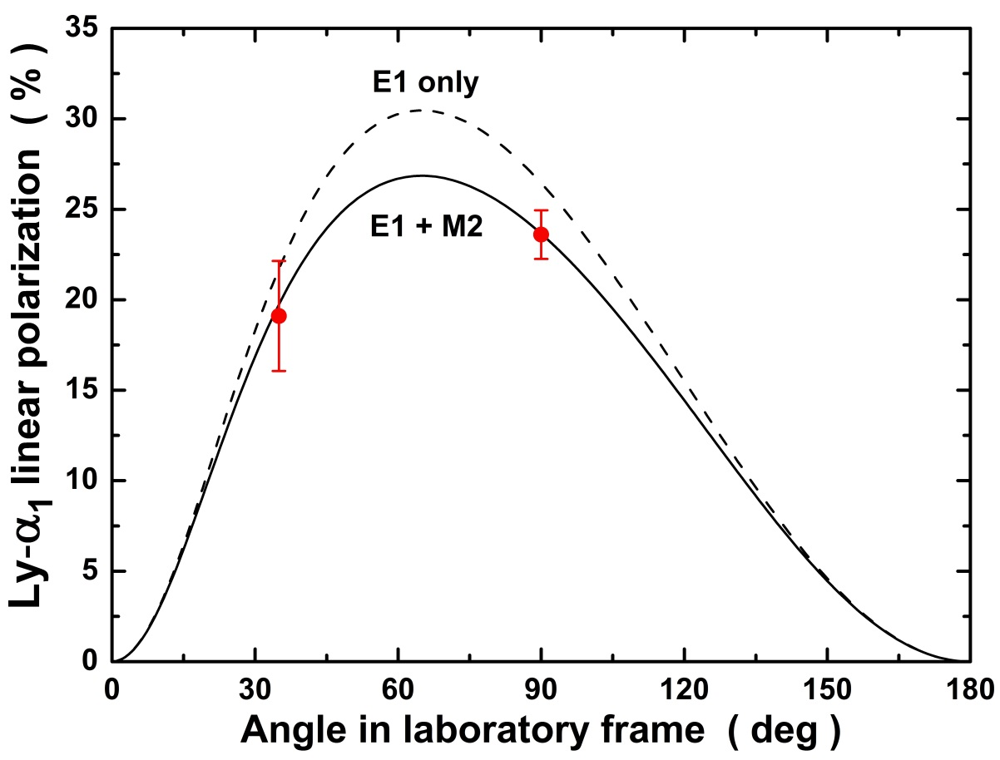 Ly-α1 linear polarization ( % )
35
30
25
20
15
10
5
0
E1 only
E1 + M2
0 30 60 90 120 150 180
Angle in laboratory frame ( deg )